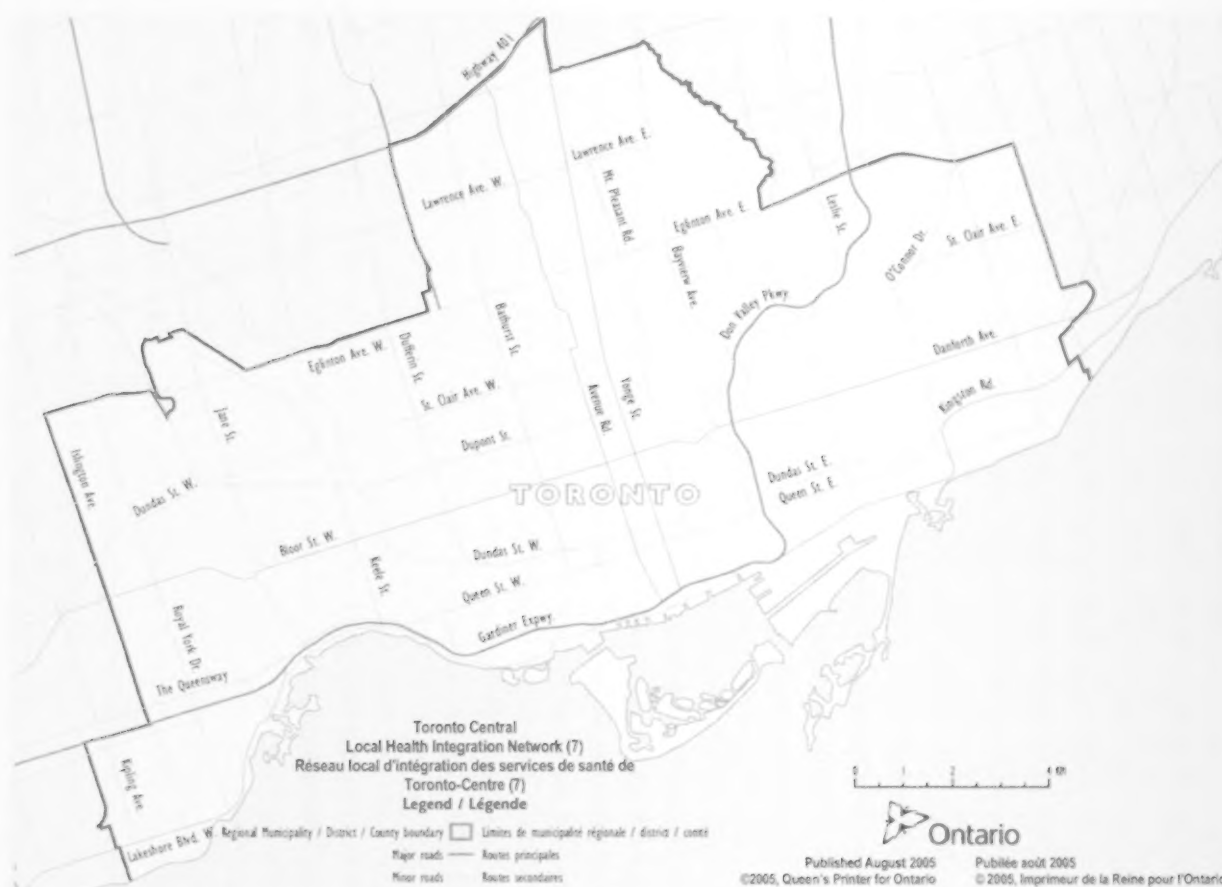 Highway 401
Lawrence Ave. E.
Lawrence Ave. W.
Mt. Pleasant Rd.
Eglinton Ave. E.
Leslie St.
Bayview Ave.
O'Connor Dr.
St. Clair Ave. E.
Don Valley Pkwy
Bathurst St.
Dufferin St.
Eglinton Ave. W.
St. Clair Ave. W.
Avenue Rd.
Yonge St.
Danforth Ave.
Kingston Rd.
Jane St.
Dupont St.
Islington Ave.
Dundas St. W.
Dundas St. E.
Queen St. E.
TORONTO
Bloor St. W.
Keele St.
Dundas St. W.
Queen St. W.
Gardiner Expwy.
Royal York Dr.
The Queensway
Kipling Ave.
Lakeshore Blvd. W.
Toronto Central
Local Health Integration Network (7)
Réseau local d'intégration des services de santé de
Toronto-Centre (7)
Legend / Légende
Regional Municipality / District / County boundary Limites de municipalité régionale / district / comté
Major roads Routes principales
Minor roads Routes secondaires
0 1 2 4 KM
Ontario
Published August 2005 Publiée août 2005
©2005, Queen's Printer for Ontario ©2005, Imprimeur de la Reine pour l'Ontario